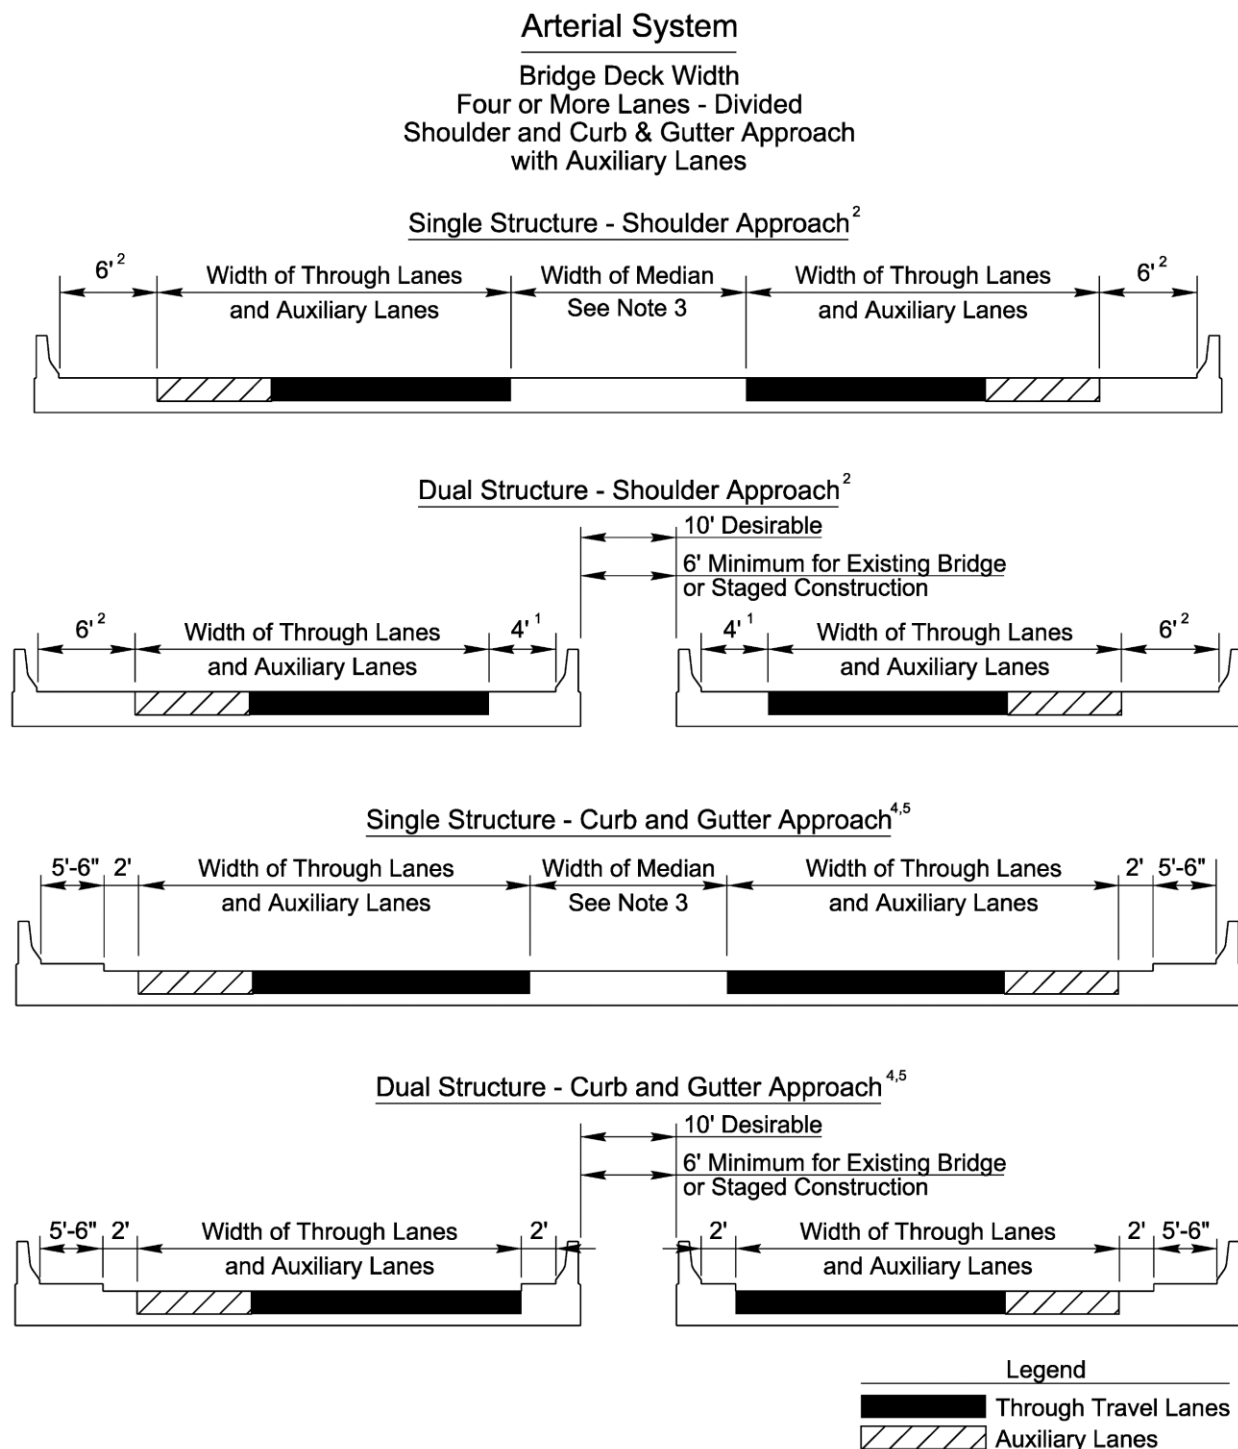 Arterial System
Bridge Deck Width
Four or More Lanes - Divided
Shoulder and Curb & Gutter Approach
with Auxiliary Lanes
Single Structure - Shoulder Approach²
6'² Width of Through Lanes Width of Median Width of Through Lanes 6'²
and Auxiliary Lanes See Note 3 and Auxiliary Lanes
Dual Structure - Shoulder Approach²
10' Desirable
6' Minimum for Existing Bridge
or Staged Construction
6'² Width of Through Lanes 4'¹ 4'¹ Width of Through Lanes 6'²
and Auxiliary Lanes and Auxiliary Lanes
Single Structure - Curb and Gutter Approach⁴,⁵
5'-6" 2' Width of Through Lanes Width of Median Width of Through Lanes 2' 5'-6"
and Auxiliary Lanes See Note 3 and Auxiliary Lanes
Dual Structure - Curb and Gutter Approach⁴,⁵
10' Desirable
6' Minimum for Existing Bridge
or Staged Construction
5'-6" 2' Width of Through Lanes 2' 2' Width of Through Lanes 2' 5'-6"
and Auxiliary Lanes and Auxiliary Lanes
Legend
Through Travel Lanes
Auxiliary Lanes